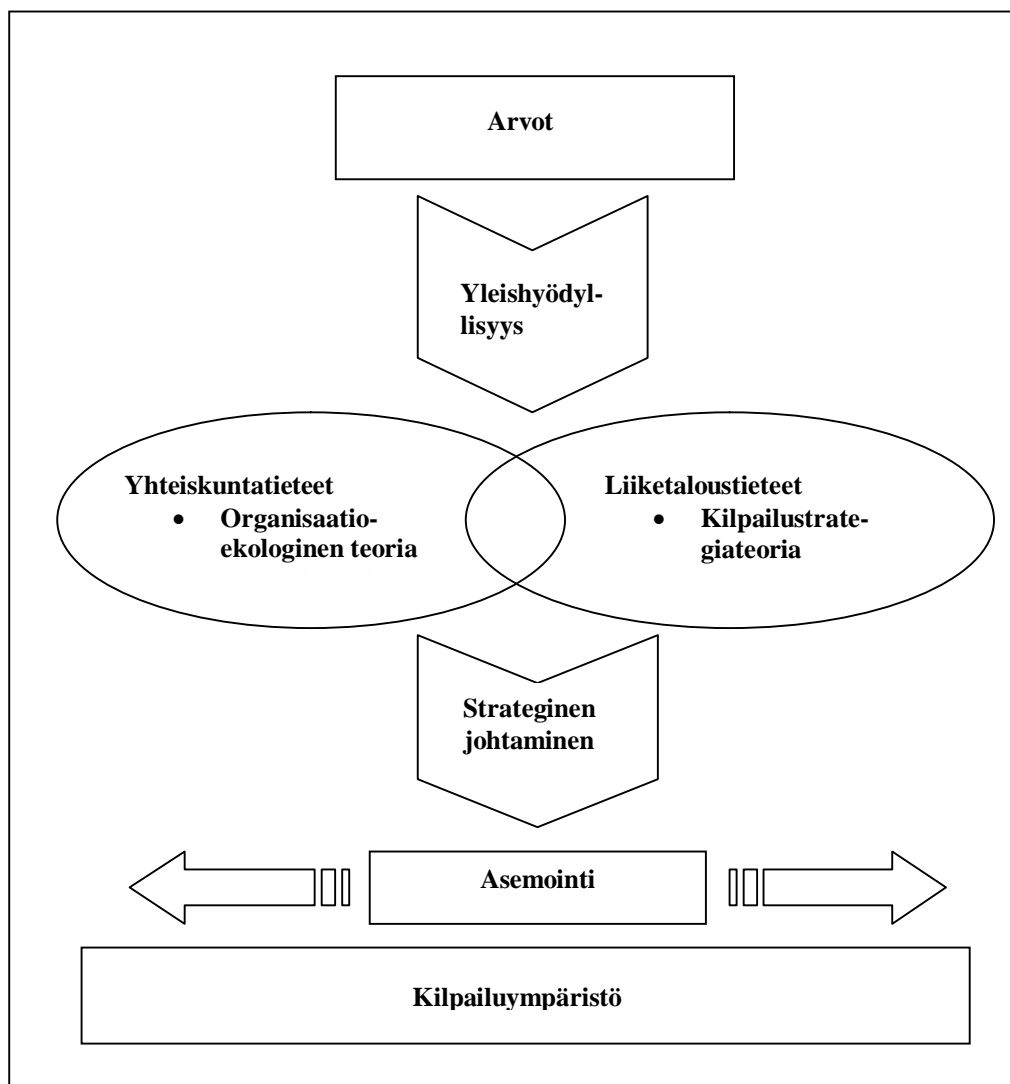 Arvot
Yleishyödyl-
lisyys
Yhteiskuntatieteet
• Organisaatio-
ekologinen teoria
Liiketaloustieteet
• Kilpailustrate-
giateoria
Strateginen
johtaminen
Asemointi
Kilpailuympäristö